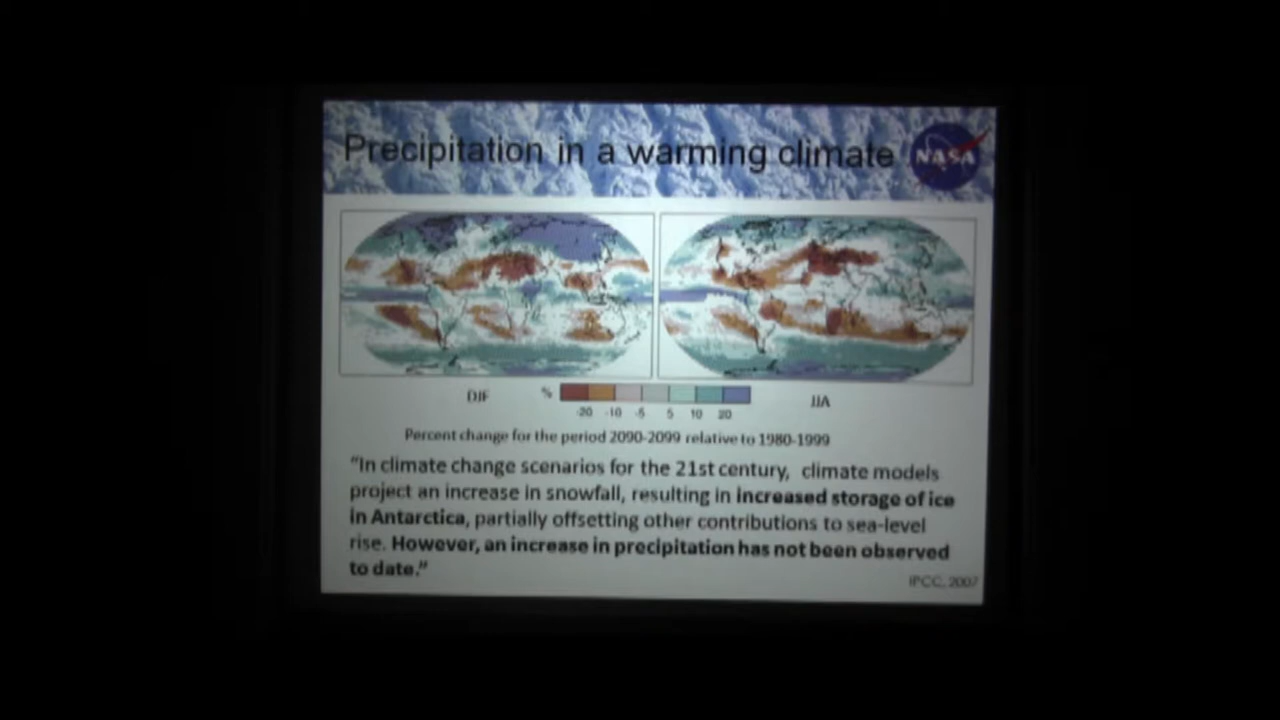 Precipitation in a warming climate
NASA
DJF
%
JJA
-20 -10 -5 5 10 20
Percent change for the period 2090-2099 relative to 1980-1999
"In climate change scenarios for the 21st century, climate models
project an increase in snowfall, resulting in increased storage of ice
in Antarctica, partially offsetting other contributions to sea-level
rise. However, an increase in precipitation has not been observed
to date."
IPCC, 2007